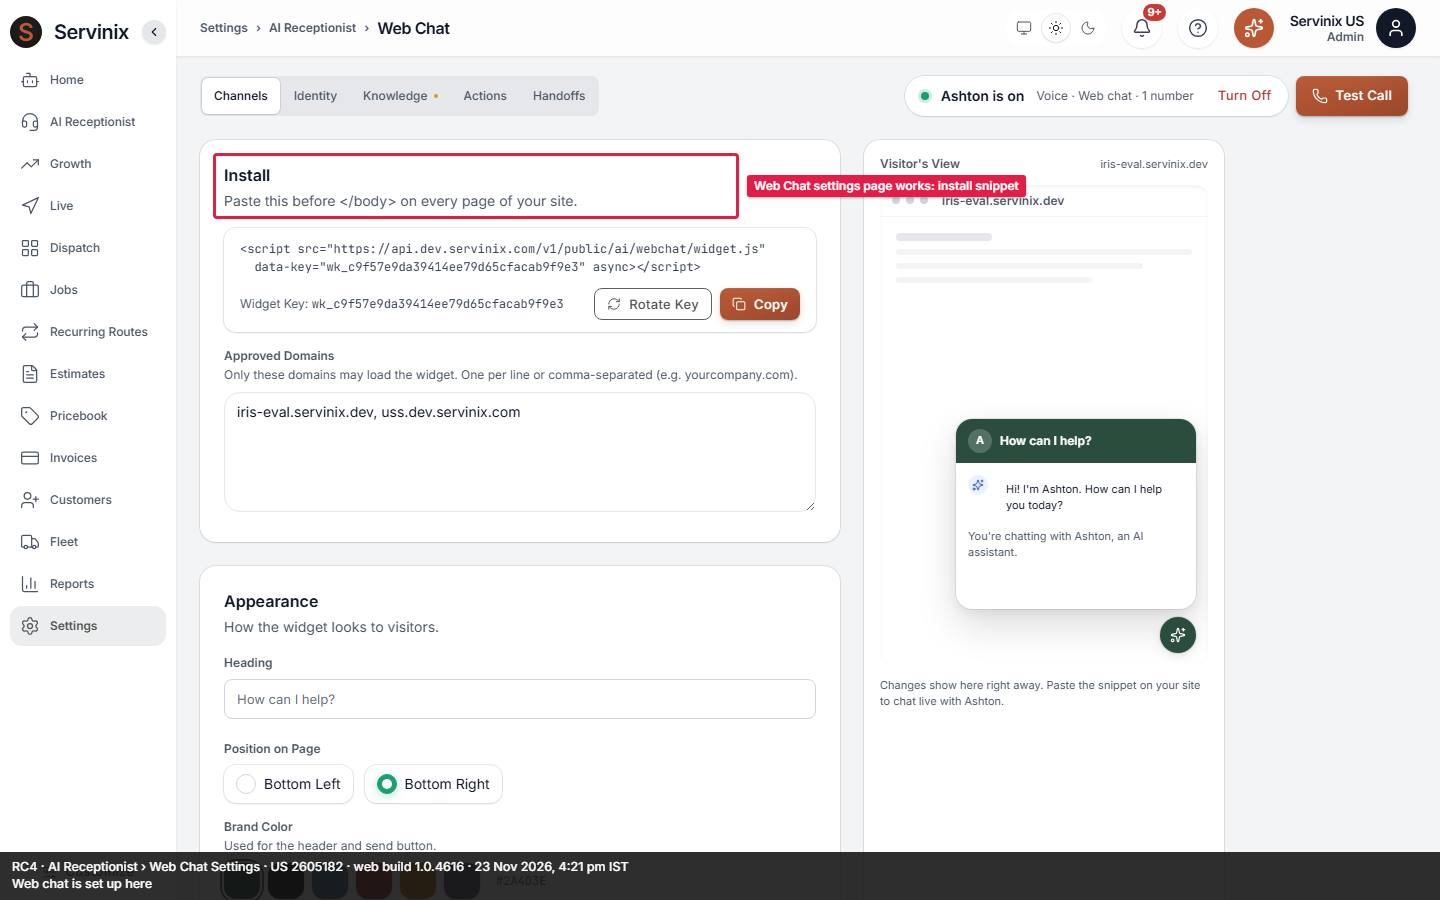 Servinix
Settings › AI Receptionist › Web Chat
9+
Servinix US
Admin
Home
AI Receptionist
Growth
Live
Dispatch
Jobs
Recurring Routes
Estimates
Pricebook
Invoices
Customers
Fleet
Reports
Settings
Channels
Identity
Knowledge
Actions
Handoffs
Ashton is on
Voice · Web chat · 1 number
Turn Off
Test Call
Install
Paste this before </body> on every page of your site.
Web Chat settings page works: install snippet
<script src="https://api.dev.servinix.com/v1/public/ai/webchat/widget.js"
data-key="wk_c9f57e9da39414ee79d65cfacab9f9e3" async></script>
Widget Key: wk_c9f57e9da39414ee79d65cfacab9f9e3
Rotate Key
Copy
Approved Domains
Only these domains may load the widget. One per line or comma-separated (e.g. yourcompany.com).
iris-eval.servinix.dev, uss.dev.servinix.com
Appearance
How the widget looks to visitors.
Heading
How can I help?
Position on Page
Bottom Left
Bottom Right
Brand Color
Used for the header and send button.
#2A4D3E
Visitor's View
iris-eval.servinix.dev
iris-eval.servinix.dev
A
How can I help?
Hi! I'm Ashton. How can I help
you today?
You're chatting with Ashton, an AI
assistant.
Changes show here right away. Paste the snippet on your site
to chat live with Ashton.
RC4 · AI Receptionist › Web Chat Settings · US 2605182 · web build 1.0.4616 · 23 Nov 2026, 4:21 pm IST
Web chat is set up here